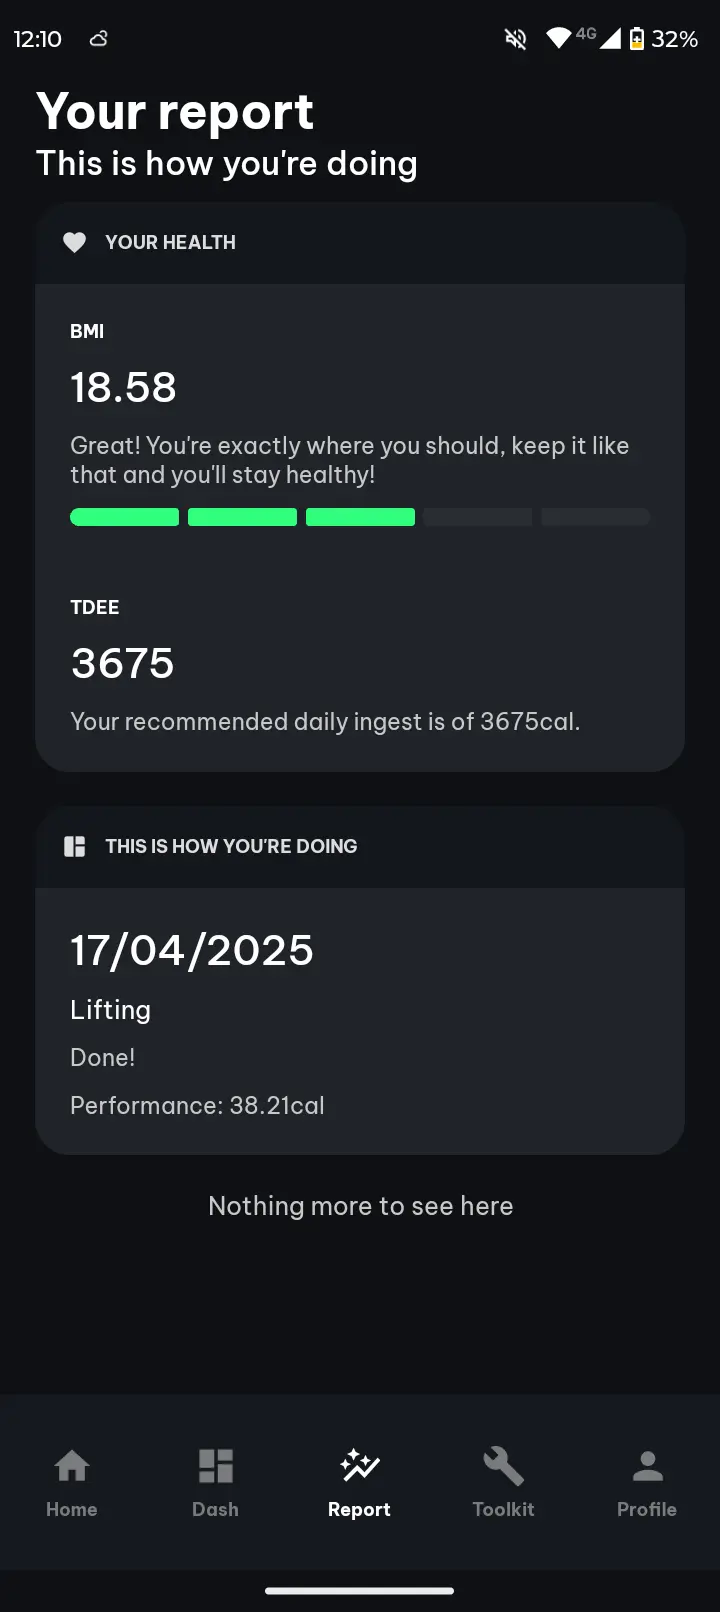 12:10
4G
32%
Your report
This is how you're doing
YOUR HEALTH
BMI
18.58
Great! You're exactly where you should, keep it like
that and you'll stay healthy!
TDEE
3675
Your recommended daily ingest is of 3675cal.
THIS IS HOW YOU'RE DOING
17/04/2025
Lifting
Done!
Performance: 38.21cal
Nothing more to see here
Home
Dash
Report
Toolkit
Profile